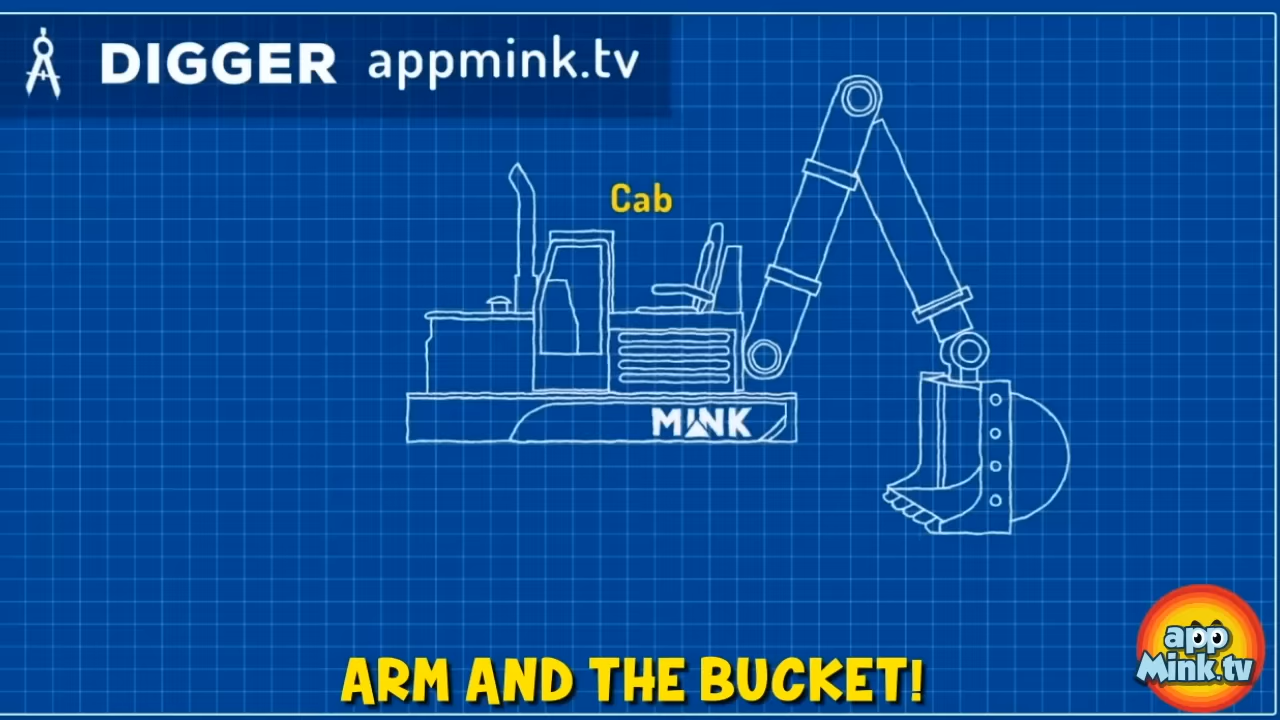 DIGGER appmink.tv
Cab
MINK
ARM AND THE BUCKET!
app
Mink.tv